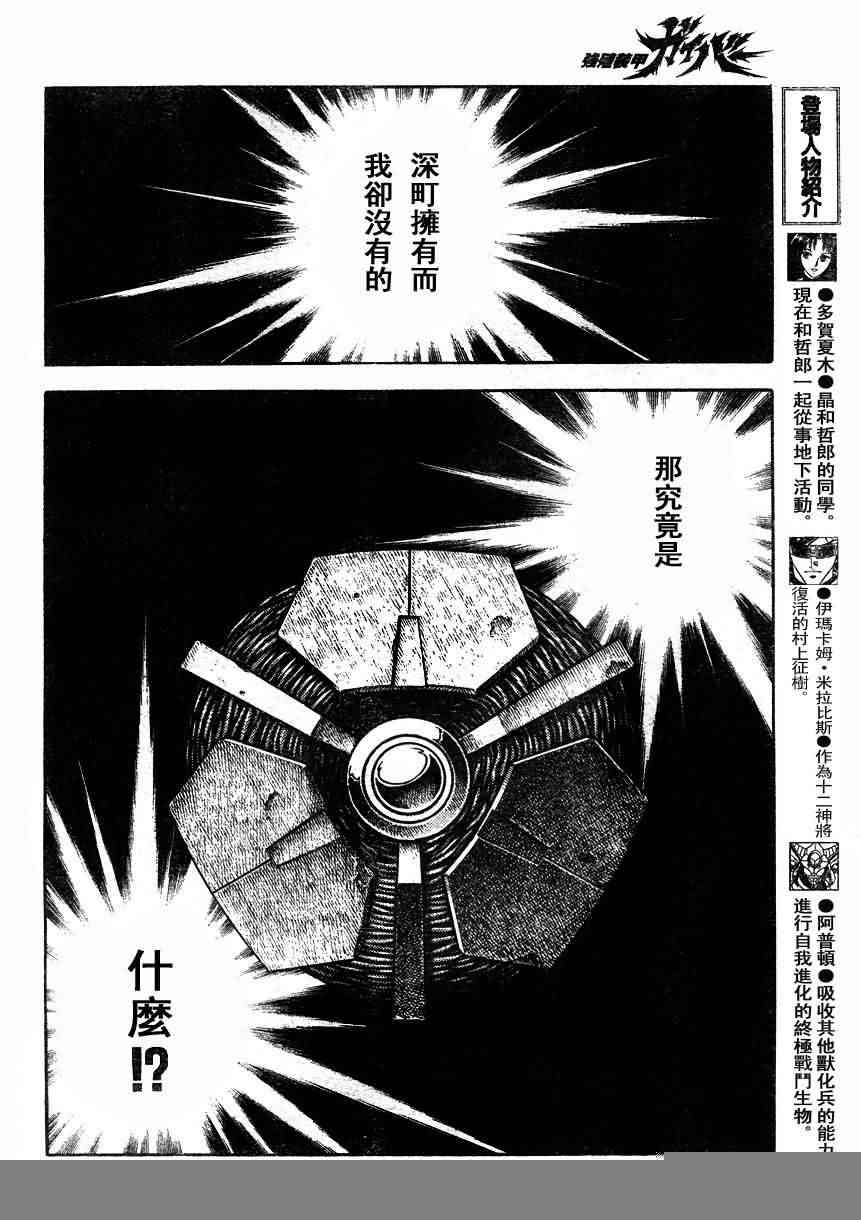 強殖裝甲ガイバー
登場人物紹介
●多賀夏木●晶和哲郎的同學。
現在和哲郎一起從事地下活動。
●伊瑪卡姆·米拉比斯●作為十二神將
復活的村上征樹。
●阿普頓●吸收其他獸化兵的能力
進行自我進化的終極戰鬥生物。
深町擁有而
我卻沒有的
那究竟是
什麼!?